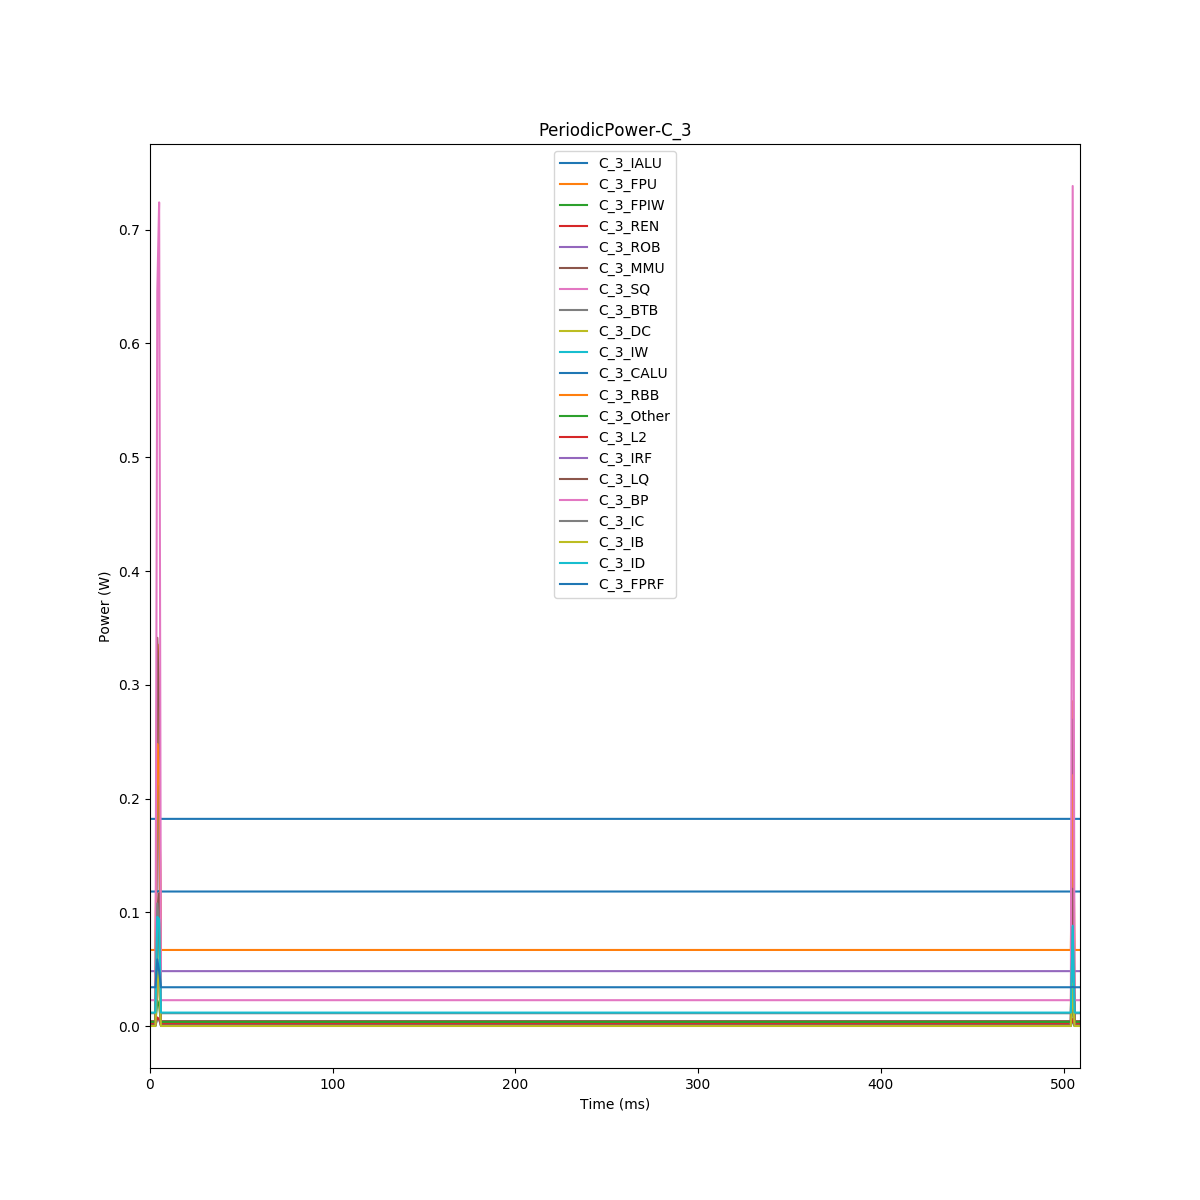 PeriodicPower-C_3
C_3_IALU
C_3_FPU
C_3_FPIW
C_3_REN
C_3_ROB
C_3_MMU
C_3_SQ
C_3_BTB
C_3_DC
C_3_IW
C_3_CALU
C_3_RBB
C_3_Other
C_3_L2
C_3_IRF
C_3_LQ
C_3_BP
C_3_IC
C_3_IB
C_3_ID
C_3_FPRF
0.7
0.6
0.5
0.4
0.3
0.2
0.1
0.0
Power (W)
0 100 200 300 400 500
Time (ms)